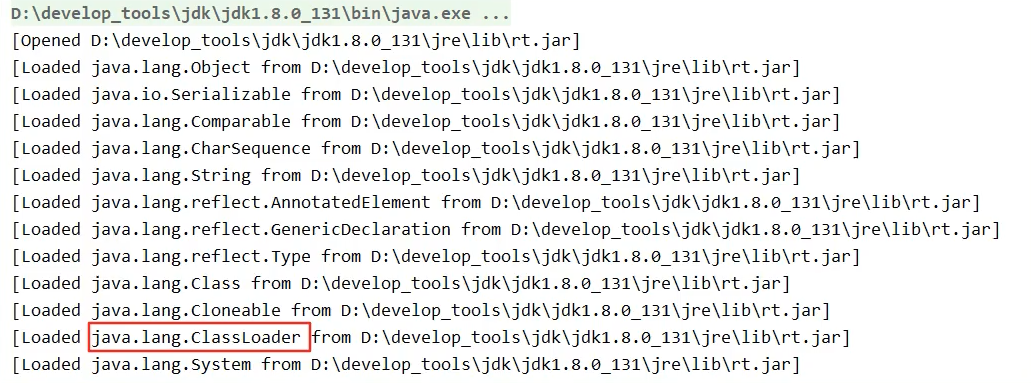 D:\develop_tools\jdk\jdk1.8.0_131\bin\java.exe ...
[Opened D:\develop_tools\jdk\jdk1.8.0_131\jre\lib\rt.jar]
[Loaded java.lang.Object from D:\develop_tools\jdk\jdk1.8.0_131\jre\lib\rt.jar]
[Loaded java.io.Serializable from D:\develop_tools\jdk\jdk1.8.0_131\jre\lib\rt.jar]
[Loaded java.lang.Comparable from D:\develop_tools\jdk\jdk1.8.0_131\jre\lib\rt.jar]
[Loaded java.lang.CharSequence from D:\develop_tools\jdk\jdk1.8.0_131\jre\lib\rt.jar]
[Loaded java.lang.String from D:\develop_tools\jdk\jdk1.8.0_131\jre\lib\rt.jar]
[Loaded java.lang.reflect.AnnotatedElement from D:\develop_tools\jdk\jdk1.8.0_131\jre\lib\rt.jar]
[Loaded java.lang.reflect.GenericDeclaration from D:\develop_tools\jdk\jdk1.8.0_131\jre\lib\rt.jar]
[Loaded java.lang.reflect.Type from D:\develop_tools\jdk\jdk1.8.0_131\jre\lib\rt.jar]
[Loaded java.lang.Class from D:\develop_tools\jdk\jdk1.8.0_131\jre\lib\rt.jar]
[Loaded java.lang.Cloneable from D:\develop_tools\jdk\jdk1.8.0_131\jre\lib\rt.jar]
[Loaded java.lang.ClassLoader from D:\develop_tools\jdk\jdk1.8.0_131\jre\lib\rt.jar]
[Loaded java.lang.System from D:\develop_tools\jdk\jdk1.8.0_131\jre\lib\rt.jar]